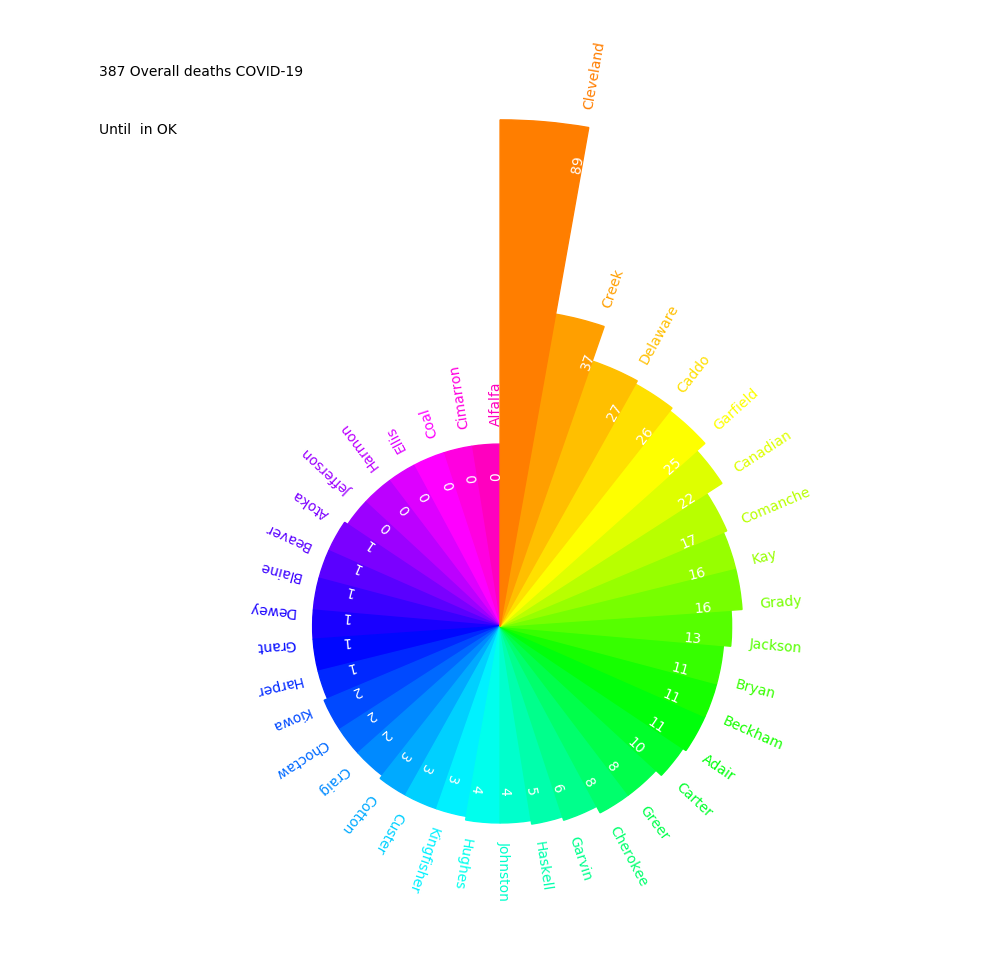 387 Overall deaths COVID-19
Until  in OK
Cleveland
89
Creek
37
Delaware
27
Caddo
26
Garfield
25
Canadian
22
Comanche
17
Kay
16
Grady
16
Jackson
13
Bryan
11
Beckham
11
Adair
11
Carter
10
Greer
8
Cherokee
8
Garvin
6
Haskell
5
Johnston
4
Hughes
4
Kingfisher
3
Custer
3
Cotton
3
Craig
2
Choctaw
2
Kiowa
2
Harper
1
Grant
1
Dewey
1
Blaine
1
Beaver
1
Atoka
1
Jefferson
0
Harmon
0
Ellis
0
Coal
0
Cimarron
0
Alfalfa
0